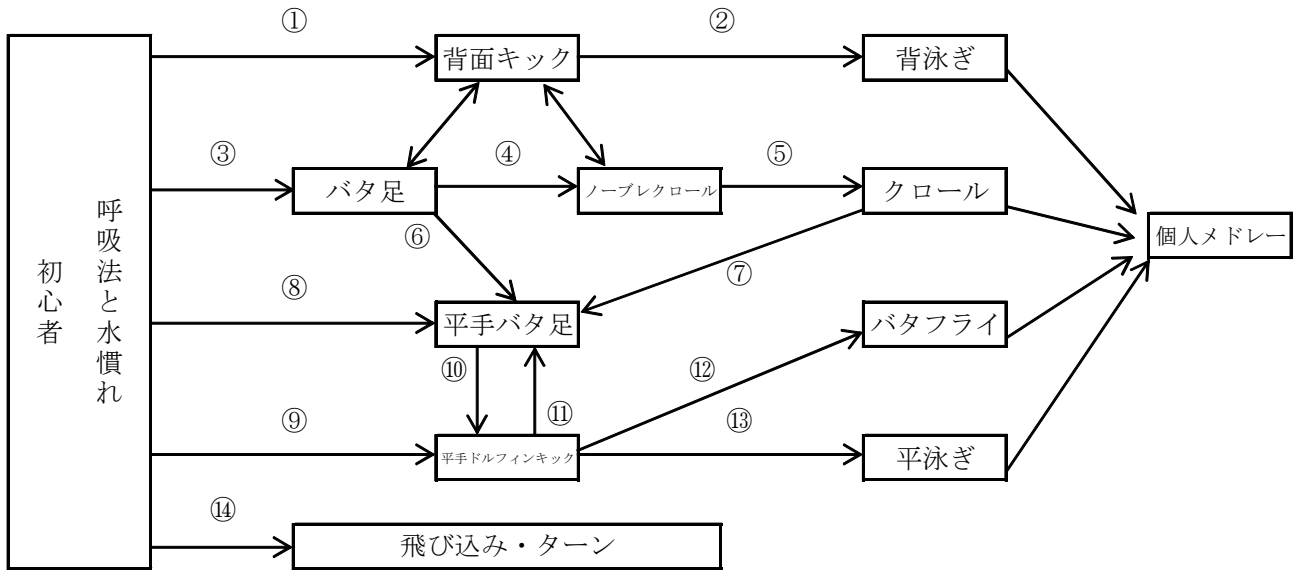 ① ②
背面キック
背泳ぎ
③ ④ ⑤
バタ足
ノーブレクロール
クロール
呼吸法と水慣れ
初心者
個人メドレー
⑥ ⑦
⑧
平手バタ足
バタフライ
⑩ ⑫
⑨ ⑪ ⑬
平手ドルフィンキック
平泳ぎ
⑭
飛び込み・ターン